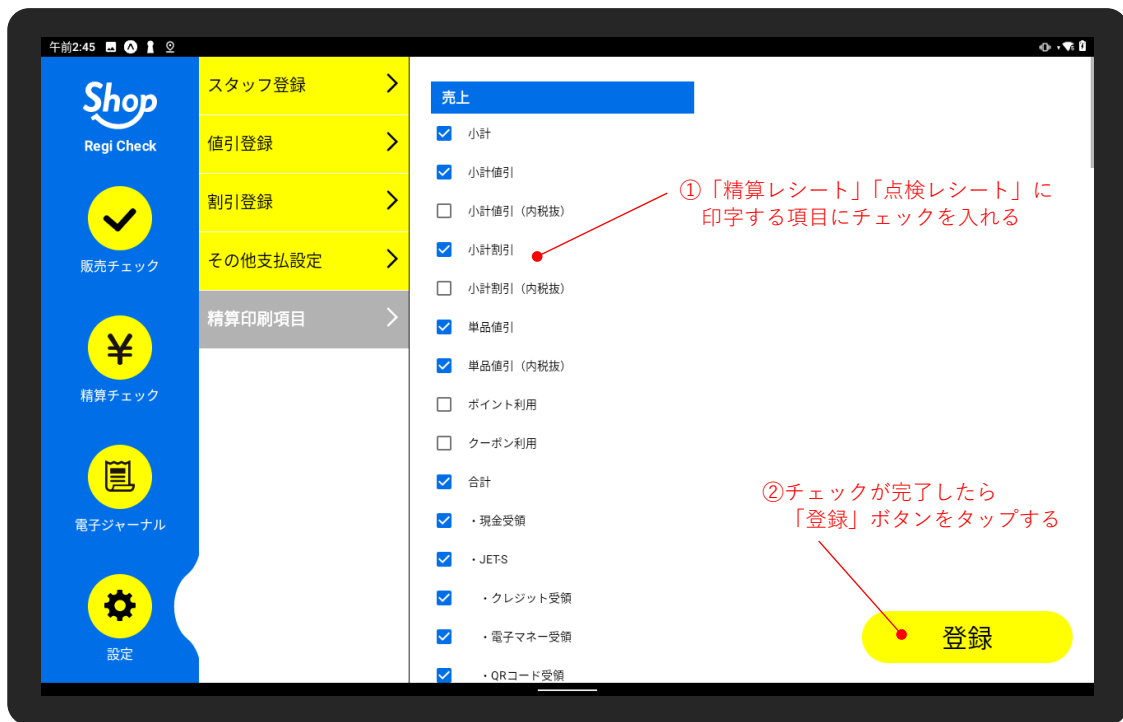 午前2:45
Shop
Regi Check
販売チェック
精算チェック
電子ジャーナル
設定
スタッフ登録
値引登録
割引登録
その他支払設定
精算印刷項目
売上
小計
小計値引
小計値引（内税抜）
小計割引
小計割引（内税抜）
単品値引
単品値引（内税抜）
ポイント利用
クーポン利用
合計
・現金受領
・JET-S
・クレジット受領
・電子マネー受領
・QRコード受領
①「精算レシート」「点検レシート」に
印字する項目にチェックを入れる
②チェックが完了したら
「登録」ボタンをタップする
登録